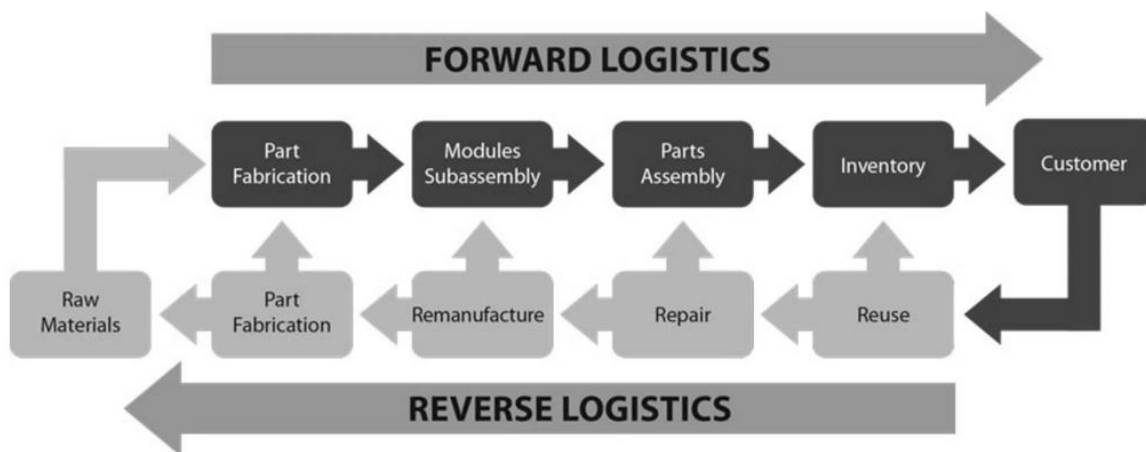 FORWARD LOGISTICS
Part
Fabrication
Modules
Subassembly
Parts
Assembly
Inventory
Customer
Raw
Materials
Part
Fabrication
Remanufacture
Repair
Reuse
REVERSE LOGISTICS